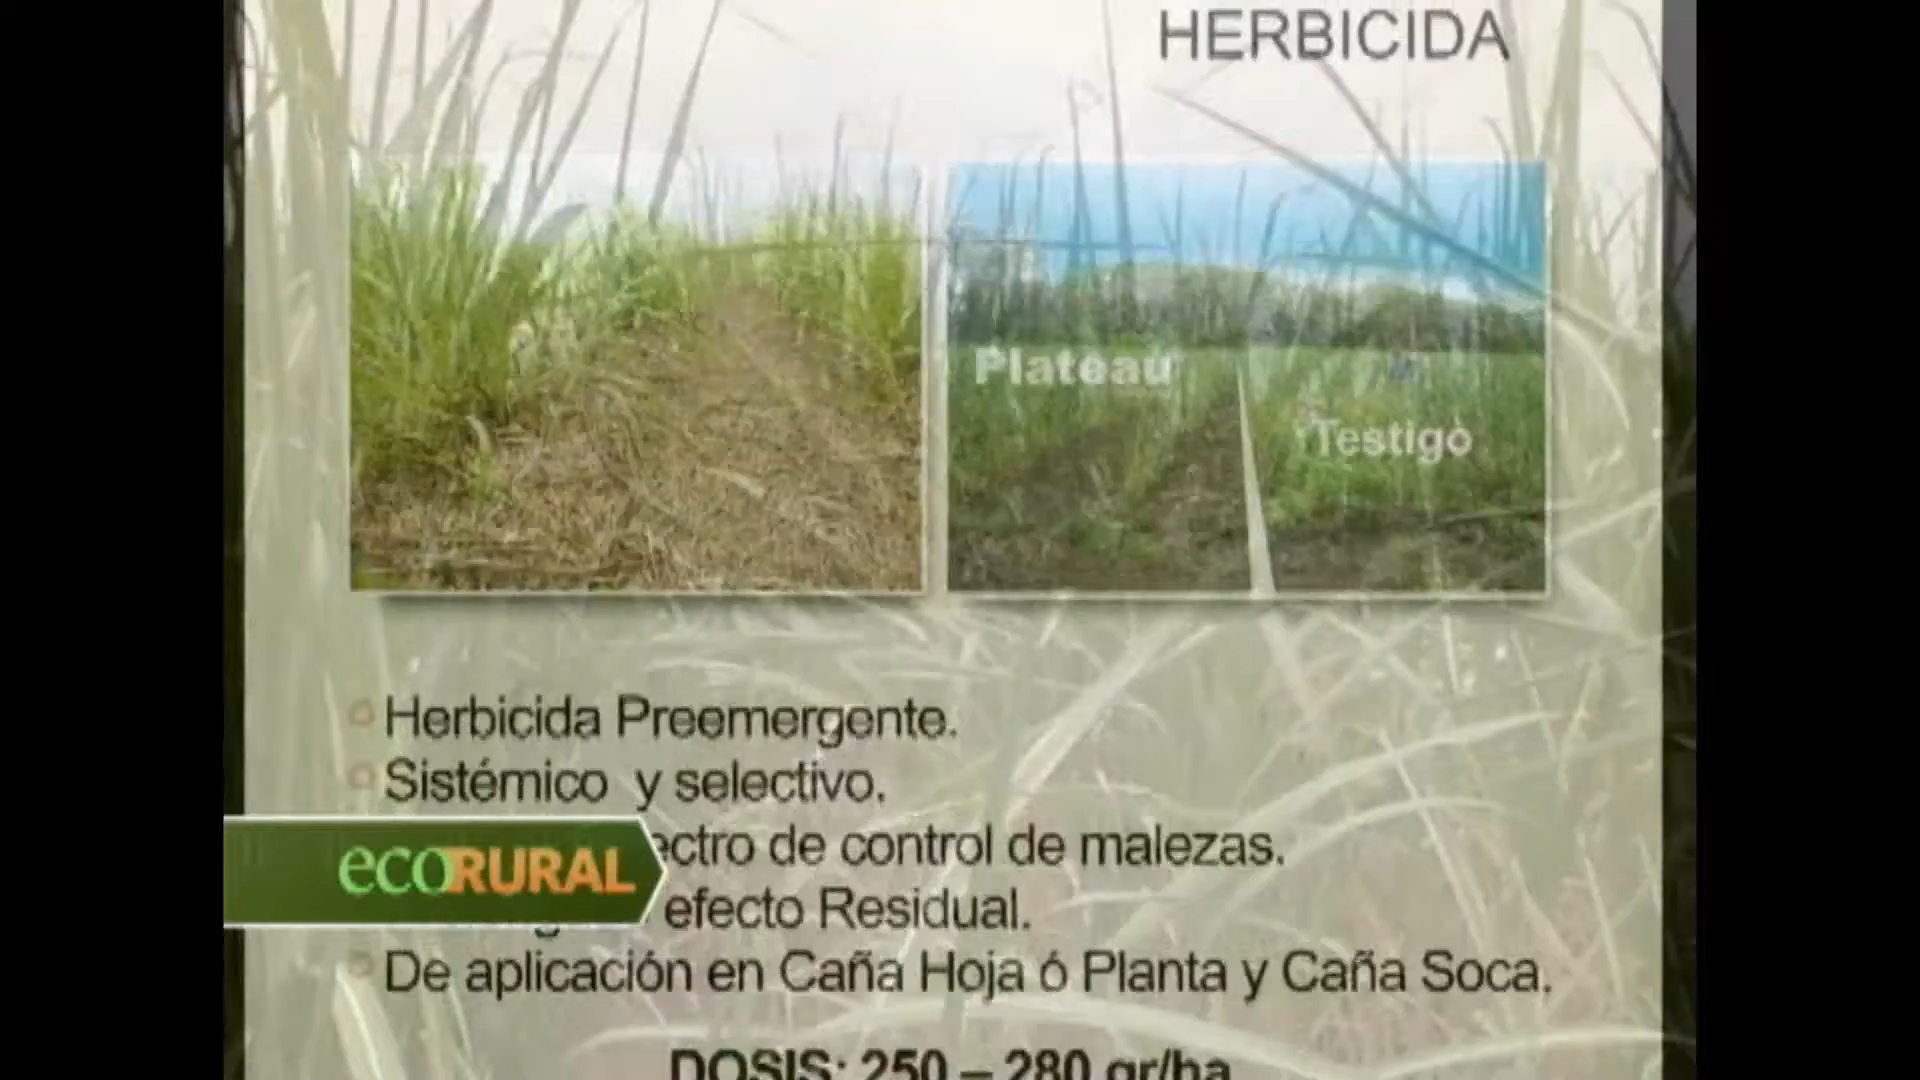 HERBICIDA
Plateau
Testigo
Herbicida Preemergente.
Sistémico y selectivo.
de control de malezas.
ecoRURAL
efecto Residual.
De aplicación en Caña Hoja ó Planta y Caña Soca.
DOSIS: 250 – 280 gr/ha